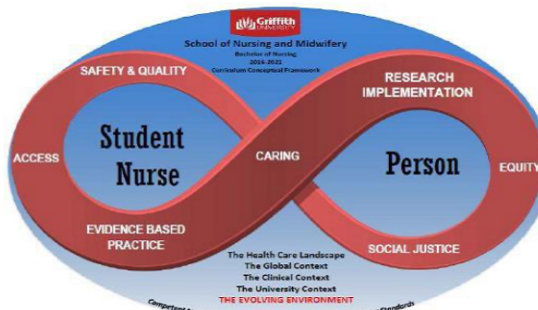 Griffith
UNIVERSITY
School of Nursing and Midwifery
Bachelor of Nursing
2016-2021
Curriculum Conceptual Framework
SAFETY & QUALITY
RESEARCH
IMPLEMENTATION
Student
Nurse
Person
ACCESS
CARING
EQUITY
EVIDENCE BASED
PRACTICE
SOCIAL JUSTICE
The Health Care Landscape
The Global Context
The Clinical Context
The University Context
THE EVOLVING ENVIRONMENT
Competent
Standards